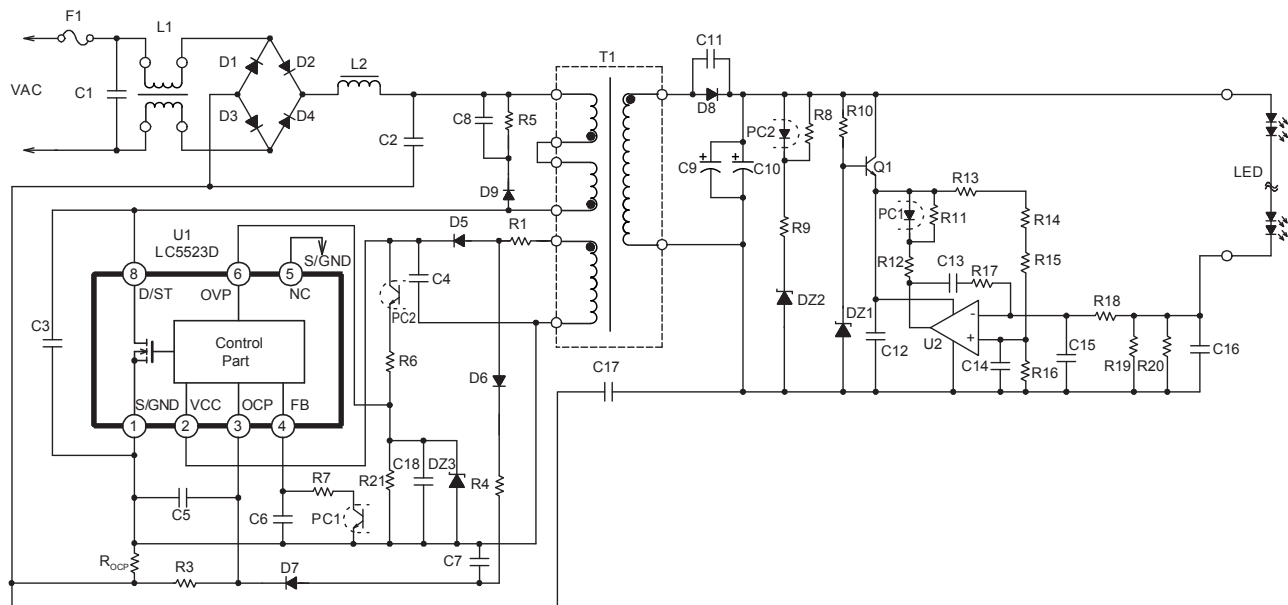 F1
L1
D1
D2
L2
VAC
C1
D3
D4
C2
C8
R5
D9
T1
C11
D8
PC2
R8
R10
C9
C10
Q1
R13
PC1
R11
R14
R9
R12
C13
R17
R15
LED
DZ2
DZ1
U2
-
+
R18
C12
C14
R16
C15
R19
R20
C16
U1
LC5523D
S/GND
8
6
5
D/ST
OVP
NC
D5
R1
C4
PC2
C3
Control
Part
R6
D6
C17
S/GND
VCC
OCP
FB
1
2
3
4
R7
R21
C18
DZ3
R4
C5
C6
PC1
C7
ROCP
R3
D7